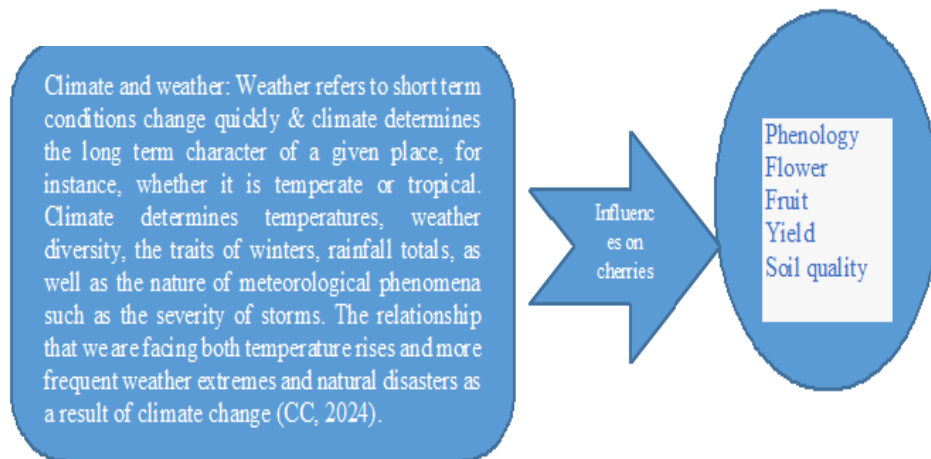 Climate and weather: Weather refers to short term
conditions change quickly & climate determines
the long term character of a given place, for
instance, whether it is temperate or tropical.
Climate determines temperatures, weather
diversity, the traits of winters, rainfall totals, as
well as the nature of meteorological phenomena
such as the severity of storms. The relationship
that we are facing both temperature rises and more
frequent weather extremes and natural disasters as
a result of climate change (CC, 2024).
Influenc
es on
cherries
Phenology
Flower
Fruit
Yield
Soil quality